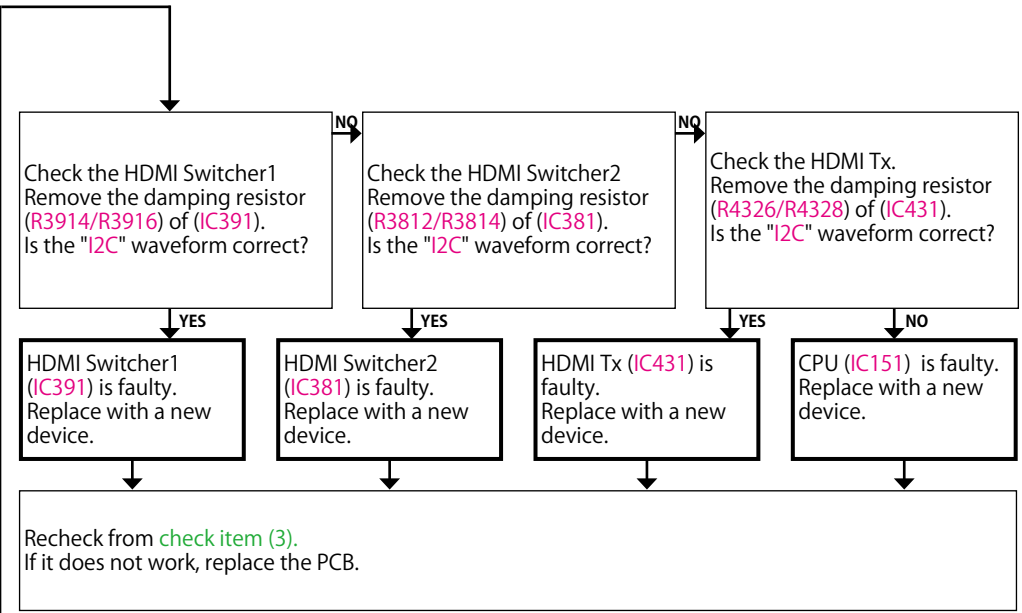 Check the HDMI Switcher1
Remove the damping resistor
(R3914/R3916) of (IC391).
Is the "I2C" waveform correct?
NO
Check the HDMI Switcher2
Remove the damping resistor
(R3812/R3814) of (IC381).
Is the "I2C" waveform correct?
NO
Check the HDMI Tx.
Remove the damping resistor
(R4326/R4328) of (IC431).
Is the "I2C" waveform correct?
YES
YES
YES
NO
HDMI Switcher1
(IC391) is faulty.
Replace with a new
device.
HDMI Switcher2
(IC381) is faulty.
Replace with a new
device.
HDMI Tx (IC431) is
faulty.
Replace with a new
device.
CPU (IC151)  is faulty.
Replace with a new
device.
Recheck from check item (3).
If it does not work, replace the PCB.